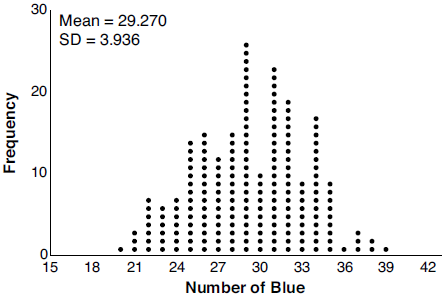 Mean = 29.270
SD = 3.936
30
20
10
0
Frequency
15 18 21 24 27 30 33 36 39 42
Number of Blue